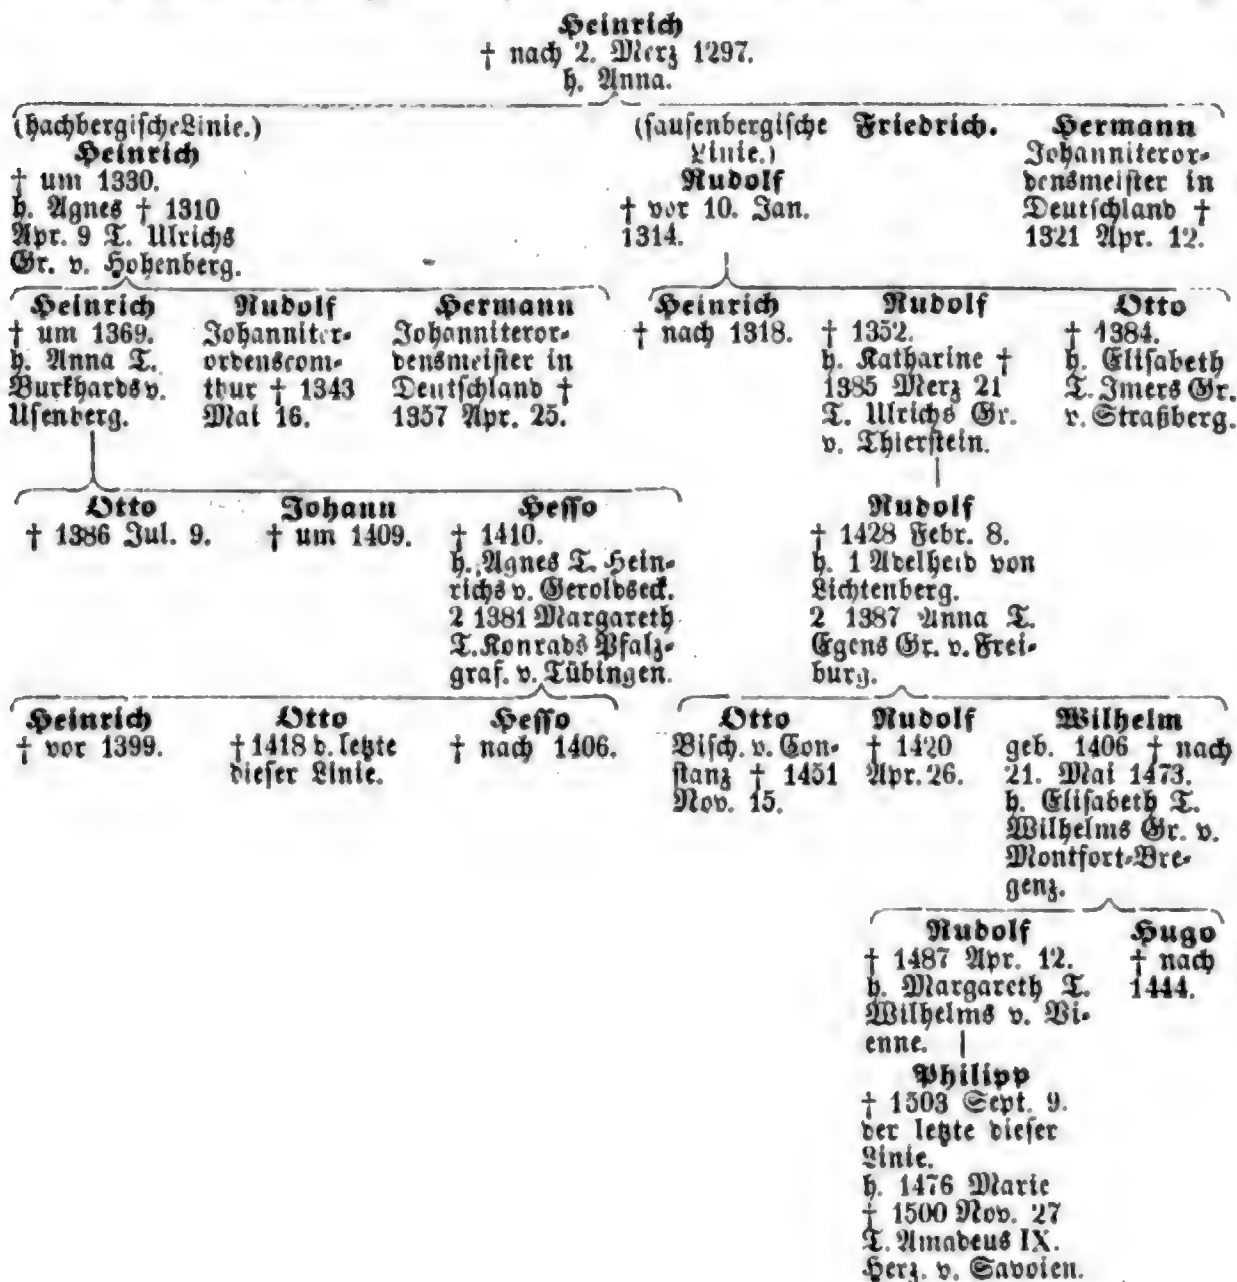 Heinrich
† nach 2. Merz 1297.
h. Anna.
(hachbergische Linie.)
Heinrich
† um 1330.
h. Agnes † 1310
Apr. 9 T. Ulrichs
Gr. v. Hohenberg.
(sausenbergische
Linie.)
Rudolf
† vor 10. Jan.
1314.
Friedrich.
Hermann
Johanniteror-
densmeister in
Deutschland †
1321 Apr. 12.
Heinrich
† um 1369.
h. Anna T.
Burkhards v.
Usenberg.
Rudolf
Johanniter-
ordenscom-
thur † 1343
Mai 16.
Hermann
Johanniteror-
densmeister in
Deutschland †
1357 Apr. 25.
Heinrich
† nach 1318.
Rudolf
† 1352.
h. Katharine †
1385 Merz 21
T. Ulrichs Gr.
v. Thierstein.
Otto
† 1384.
h. Elisabeth
T. Imers Gr.
v. Straßberg.
Otto
† 1386 Jul. 9.
Johann
† um 1409.
Hesso
† 1410.
h. Agnes T. Hein-
richs v. Geroldseck.
2 1381 Margareth
T. Konrads Pfalz-
graf. v. Tübingen.
Rudolf
† 1428 Febr. 8.
h. 1 Adelheid von
Lichtenberg.
2 1387 Anna T.
Egens Gr. v. Frei-
burg.
Heinrich
† vor 1399.
Otto
† 1418 d. letzte
dieser Linie.
Hesso
† nach 1406.
Otto
Bisch. v. Con-
stanz † 1451
Nov. 15.
Rudolf
† 1420
Apr. 26.
Wilhelm
geb. 1406 † nach
21. Mai 1473.
h. Elisabeth T.
Wilhelms Gr. v.
Montfort-Bre-
genz.
Rudolf
† 1487 Apr. 12.
h. Margareth T.
Wilhelms v. Vi-
enne.
Hugo
† nach
1444.
Philipp
† 1503 Sept. 9.
der letzte dieser
Linie.
h. 1476 Marie
† 1500 Nov. 27
T. Amadeus IX.
Herz. v. Savoien.